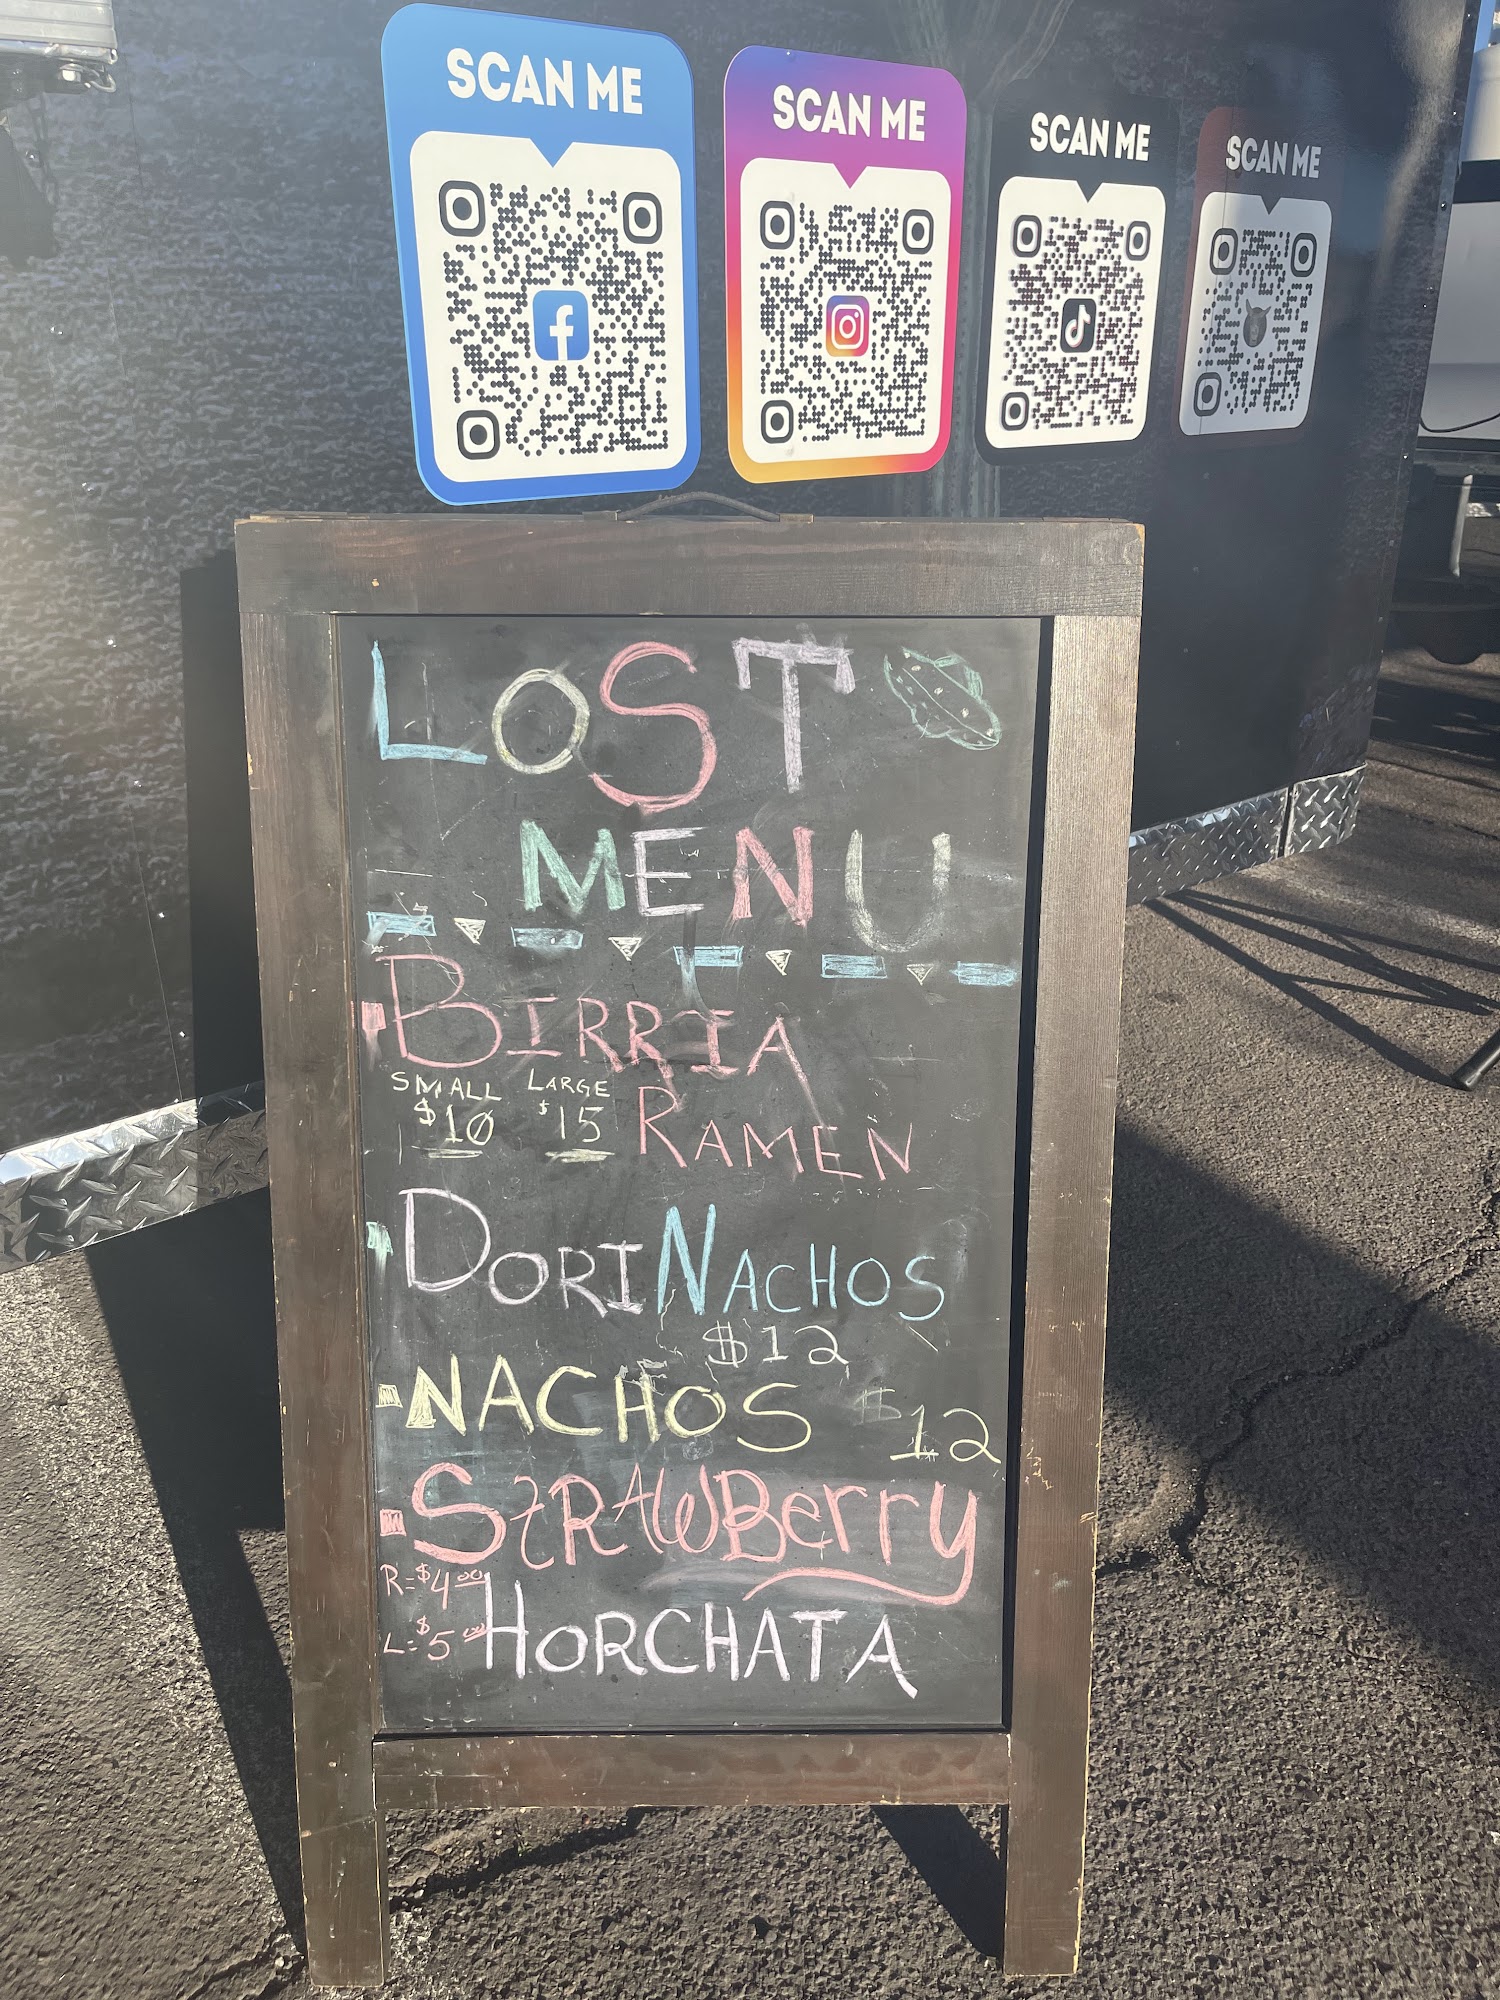 SCAN ME
SCAN ME
SCAN ME
SCAN ME
LOST
MENU
BIRRIA
SMALL LARGE
$10 $15 RAMEN
DORINACHOS
$12
NACHOS $12
STRAWBerry
R=$4.00
L=$5.00 HORCHATA